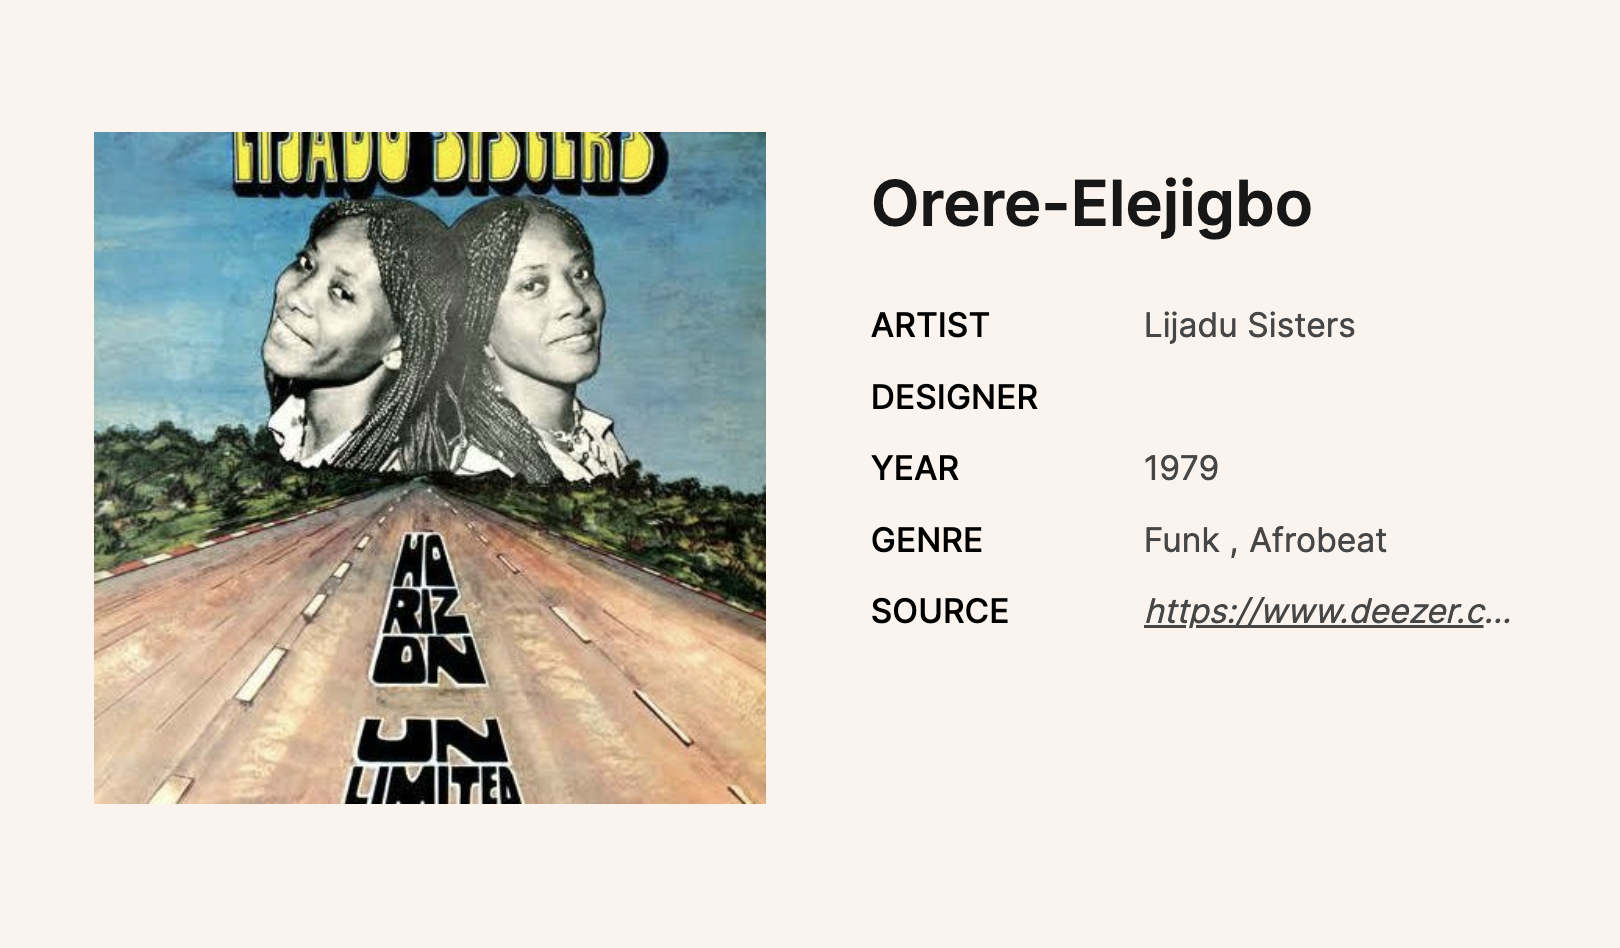 LIJADU SISTERS
HO
RIZ
ON
UN
LIMITED
Orere-Elejigbo
ARTIST Lijadu Sisters
DESIGNER
YEAR 1979
GENRE Funk , Afrobeat
SOURCE https://www.deezer.c...